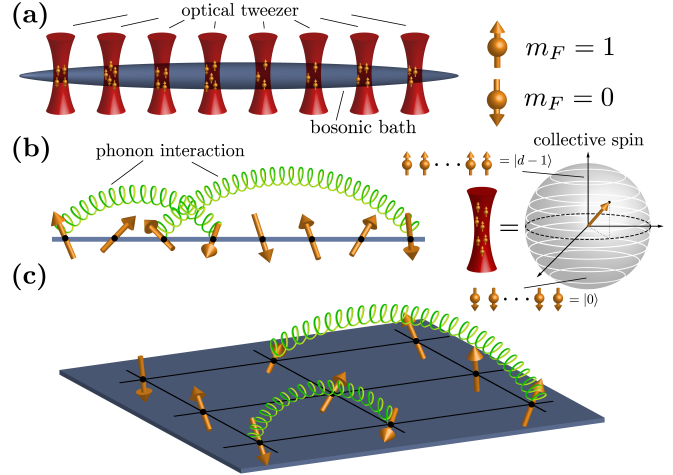 (a)
optical tweezer
bosonic bath
m_F = 1
m_F = 0
(b)
phonon interaction
collective spin
· · ·
= |d − 1⟩
=
· · ·
= |0⟩
(c)